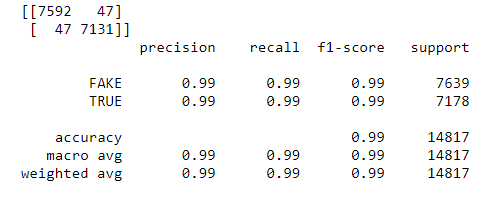 [[7592   47]
 [  47 7131]]
              precision    recall  f1-score   support

        FAKE       0.99      0.99      0.99      7639
        TRUE       0.99      0.99      0.99      7178

    accuracy                           0.99     14817
   macro avg       0.99      0.99      0.99     14817
weighted avg       0.99      0.99      0.99     14817